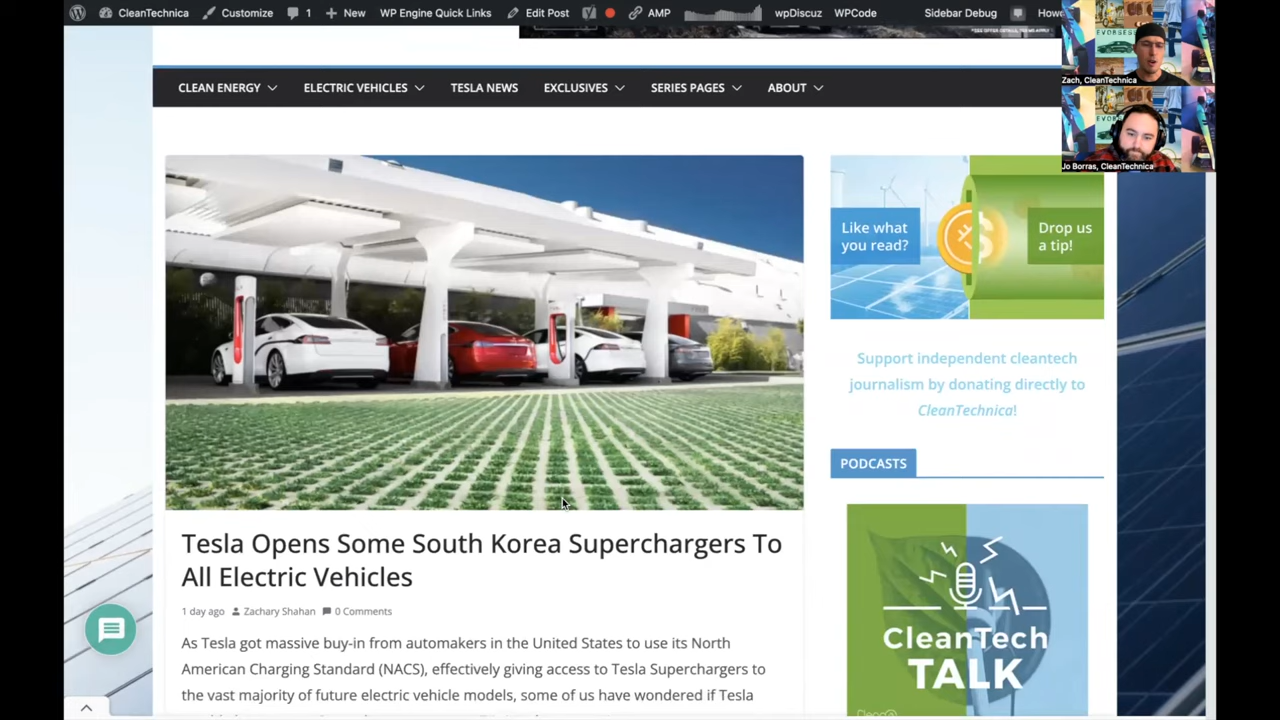 CleanTechnica Customize 1 New WP Engine Quick Links Edit Post AMP wpDiscuz WPCode Sidebar Debug Howe
EVOBSESS
Zach, CleanTechnica
Jo Borras, CleanTechnica
CLEAN ENERGY ELECTRIC VEHICLES TESLA NEWS EXCLUSIVES SERIES PAGES ABOUT
Like what
you read?
Drop us
a tip!
Support independent cleantech
journalism by donating directly to
CleanTechnica!
PODCASTS
CleanTech
TALK
Tesla Opens Some South Korea Superchargers To
All Electric Vehicles
1 day ago Zachary Shahan 0 Comments
As Tesla got massive buy-in from automakers in the United States to use its North
American Charging Standard (NACS), effectively giving access to Tesla Superchargers to
the vast majority of future electric vehicle models, some of us have wondered if Tesla